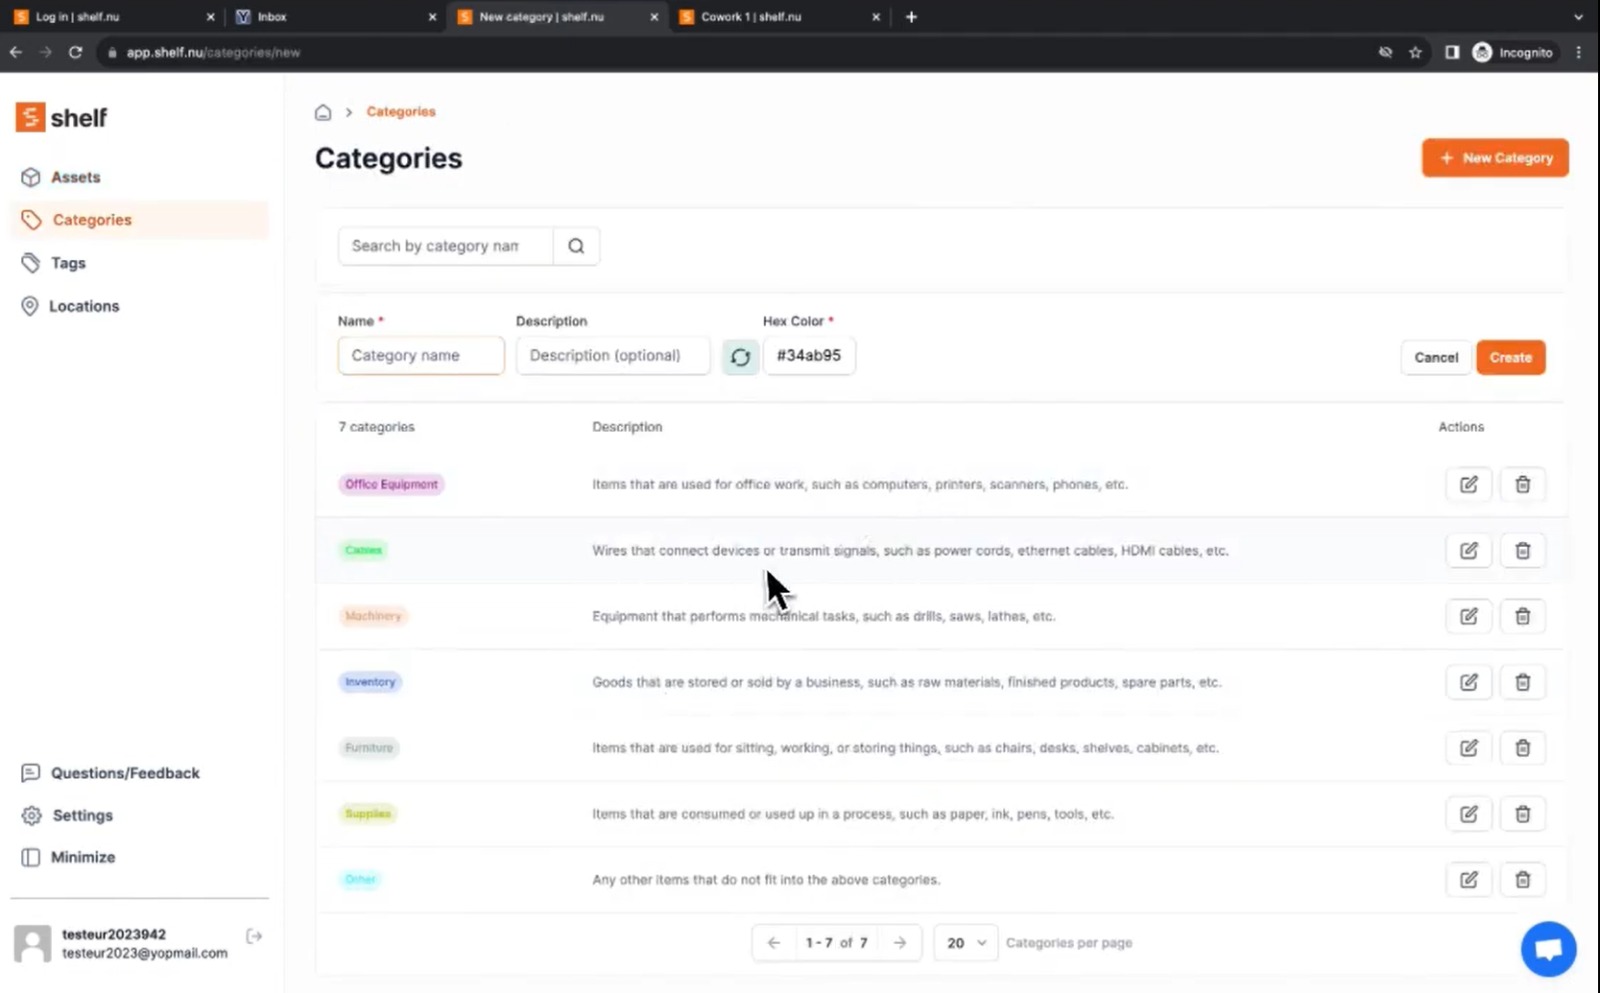 Log in | shelf.nu
Inbox
New category | shelf.nu
Cowork 1 | shelf.nu
app.shelf.nu/categories/new
Incognito
shelf
Assets
Categories
Tags
Locations
Questions/Feedback
Settings
Minimize
testeur2023942
testeur2023@yopmail.com
Categories
Categories
+ New Category
Search by category nam
Name *
Description
Hex Color *
Category name
Description (optional)
#34ab95
Cancel
Create
7 categories
Description
Actions
Office Equipment
Items that are used for office work, such as computers, printers, scanners, phones, etc.
Cables
Wires that connect devices or transmit signals, such as power cords, ethernet cables, HDMI cables, etc.
Machinery
Equipment that performs mechanical tasks, such as drills, saws, lathes, etc.
Inventory
Goods that are stored or sold by a business, such as raw materials, finished products, spare parts, etc.
Furniture
Items that are used for sitting, working, or storing things, such as chairs, desks, shelves, cabinets, etc.
Supplies
Items that are consumed or used up in a process, such as paper, ink, pens, tools, etc.
Other
Any other items that do not fit into the above categories.
1 - 7 of 7
20
Categories per page